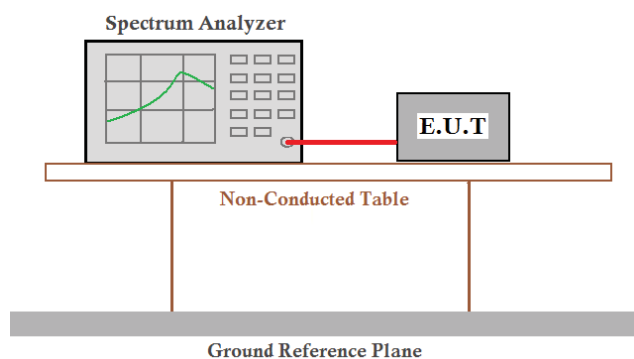 Spectrum Analyzer
E.U.T
Non-Conducted Table
Ground Reference Plane